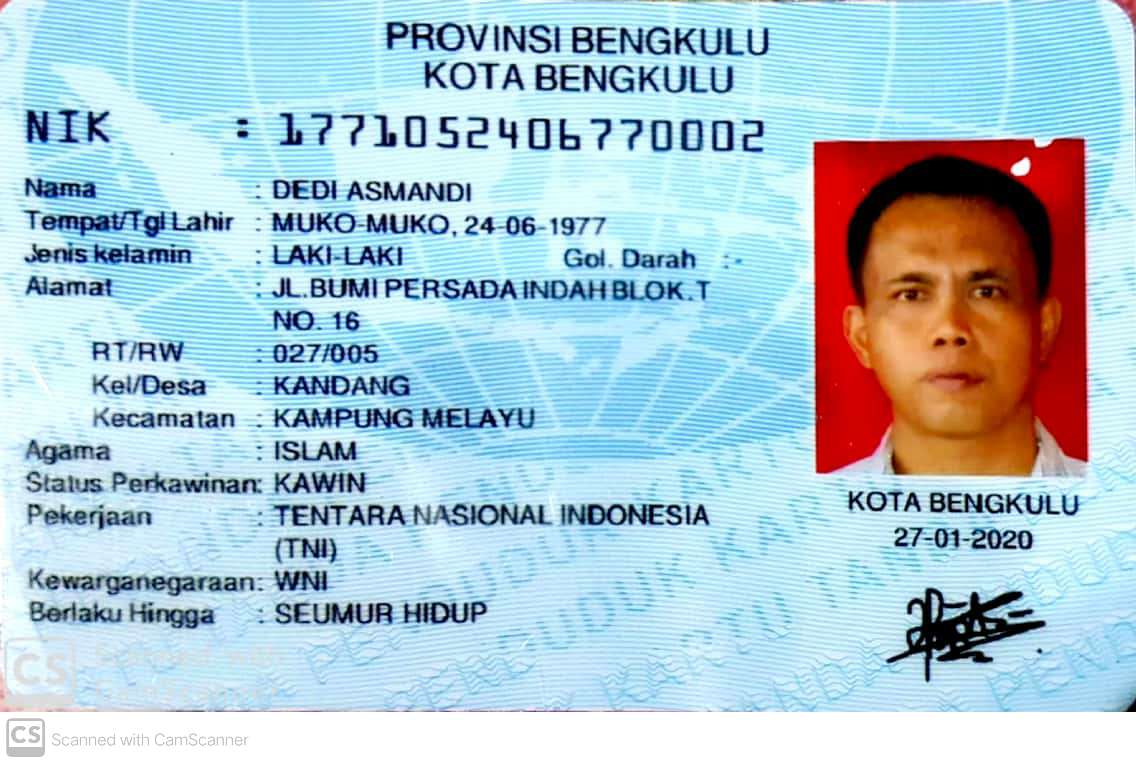 PROVINSI BENGKULU
KOTA BENGKULU
NIK : 1771052406770002
Nama : DEDI ASMANDI
Tempat/Tgl Lahir : MUKO-MUKO, 24-06-1977
Jenis kelamin : LAKI-LAKI Gol. Darah : -
Alamat : JL.BUMI PERSADA INDAH BLOK.T
NO. 16
RT/RW : 027/005
Kel/Desa : KANDANG
Kecamatan : KAMPUNG MELAYU
Agama : ISLAM
Status Perkawinan: KAWIN
Pekerjaan : TENTARA NASIONAL INDONESIA
(TNI)
Kewarganegaraan: WNI
Berlaku Hingga : SEUMUR HIDUP
KOTA BENGKULU
27-01-2020
CS
CS Scanned with CamScanner